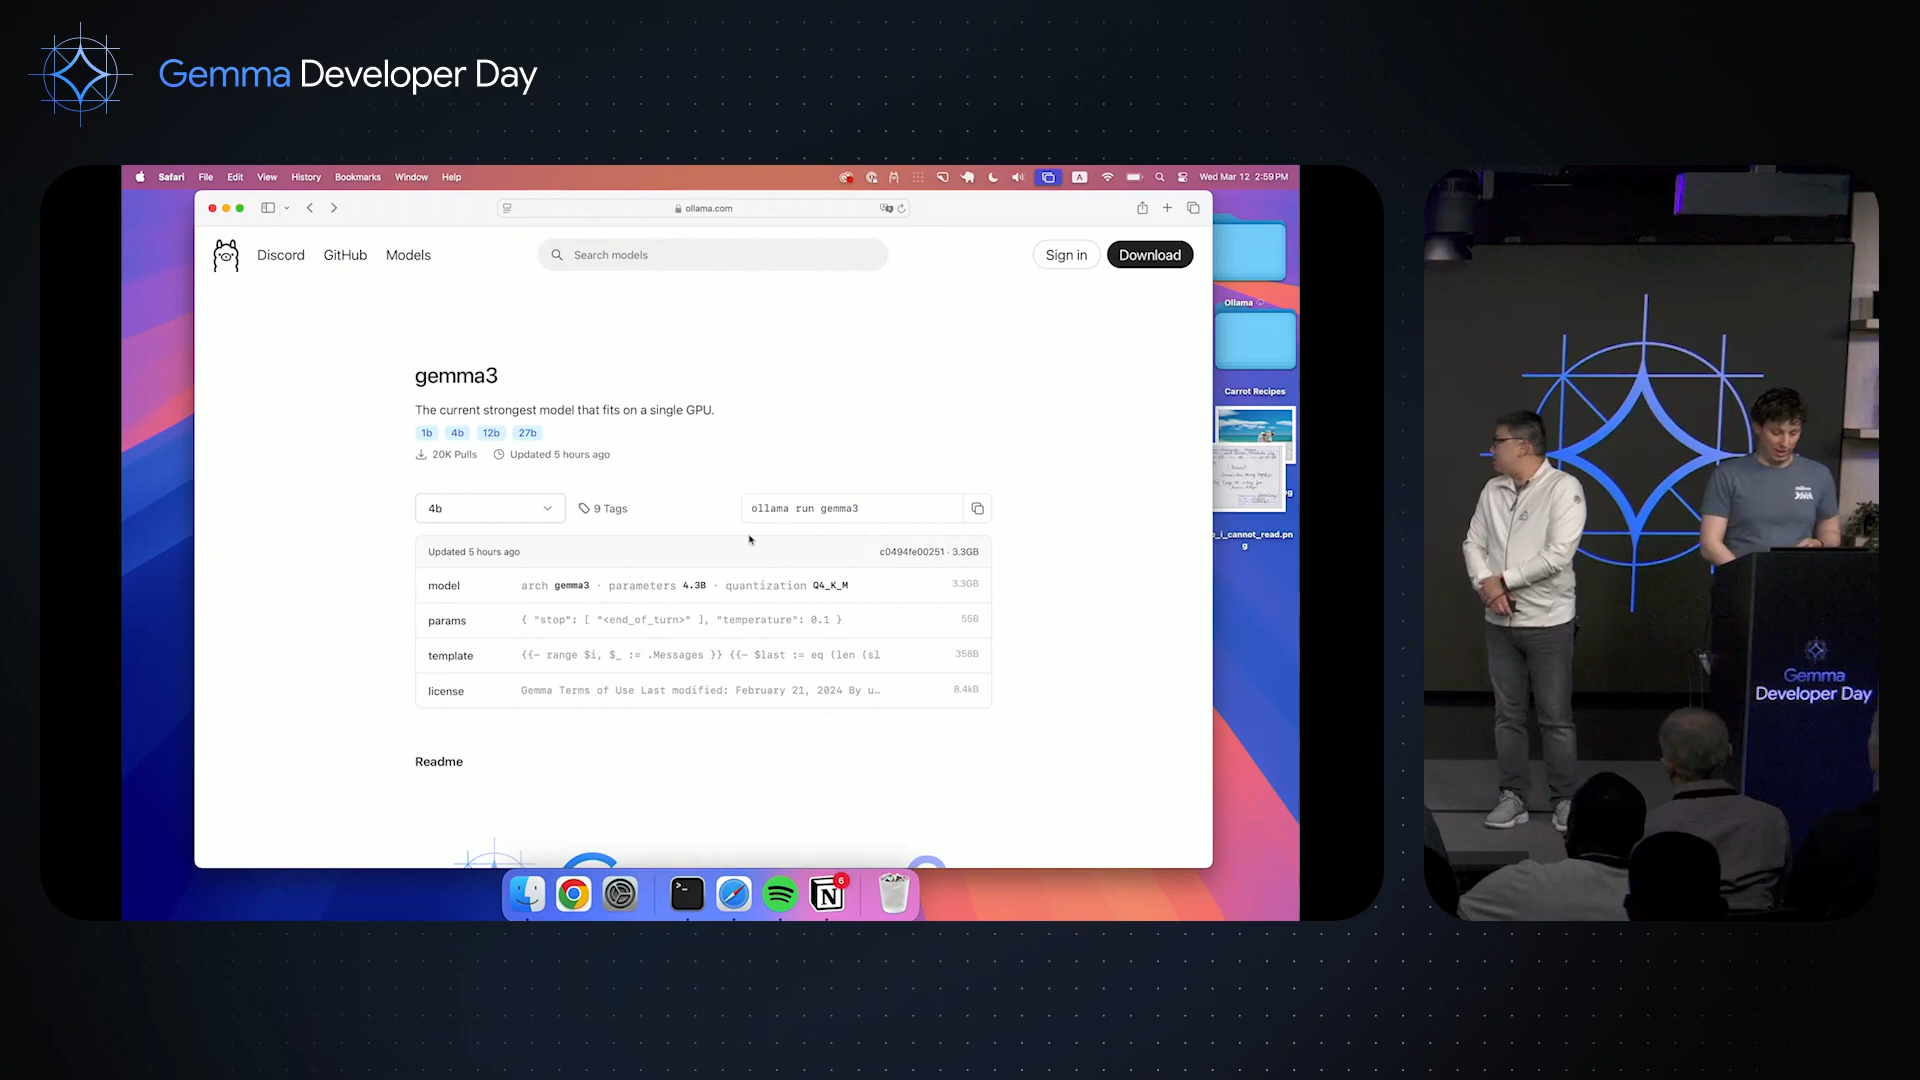 Gemma Developer Day
Safari File Edit View History Bookmarks Window Help
A Wed Mar 12 2:59 PM
ollama.com
Discord GitHub Models
Search models
Sign in Download
Ollama
Carrot Recipes
gemma3
The current strongest model that fits on a single GPU.
1b 4b 12b 27b
20K Pulls Updated 5 hours ago
4b 9 Tags ollama run gemma3
e_i_cannot_read.pn
g
Updated 5 hours ago c0494fe00251 · 3.3GB
model arch gemma3 · parameters 4.3B · quantization Q4_K_M 3.3GB
params { "stop": [ "<end_of_turn>" ], "temperature": 0.1 } 55B
template {{- range $i, $_ := .Messages }} {{- $last := eq (len (sl 358B
license Gemma Terms of Use Last modified: February 21, 2024 By u… 8.4kB
Readme
6
Gemma
Developer Day